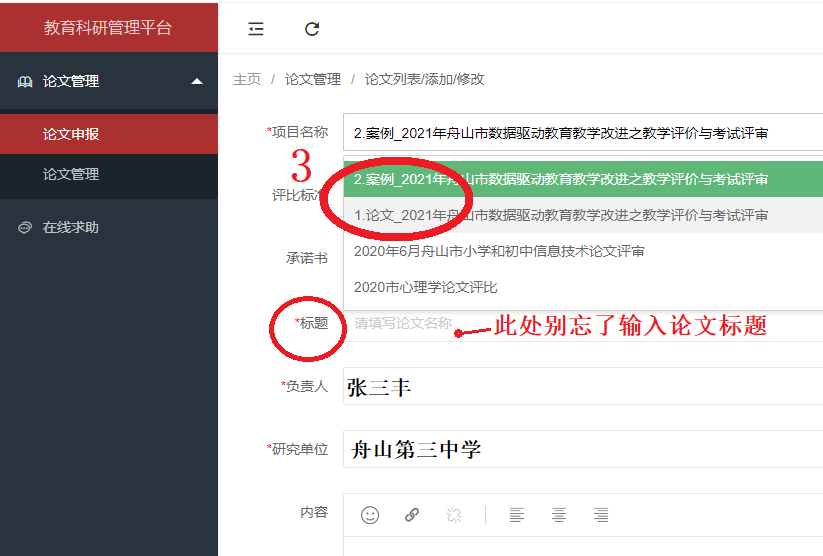 教育科研管理平台
论文管理
主页 / 论文管理 / 论文列表/添加/修改
论文申报
*项目名称
2.案例_2021年舟山市数据驱动教育教学改进之教学评价与考试评审
3
论文管理
2.案例_2021年舟山市数据驱动教育教学改进之教学评价与考试评审
评比标准
1.论文_2021年舟山市数据驱动教育教学改进之教学评价与考试评审
在线求助
承诺书
2020年6月舟山市小学和初中信息技术论文评审
2020市心理学论文评比
*标题
请填写论文名称
此处别忘了输入论文标题
*负责人
张三丰
*研究单位
舟山第三中学
内容